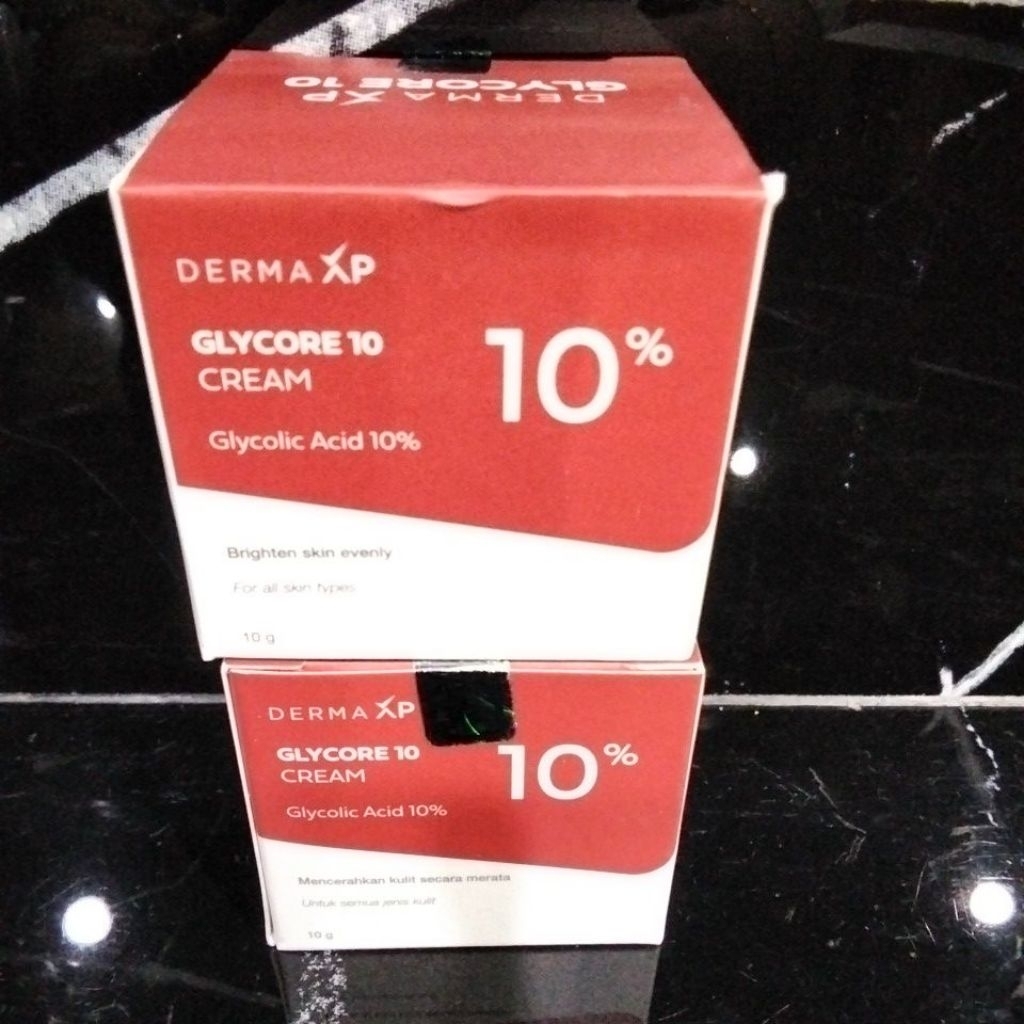 GLYCORE 10
DERMA XP
DERMA XP
GLYCORE 10
CREAM
10%
Glycolic Acid 10%
Brighten skin evenly
For all skin types
10 g
DERMA XP
GLYCORE 10
CREAM
10%
Glycolic Acid 10%
Mencerahkan kulit secara merata
Untuk semua jenis kulit
10 g